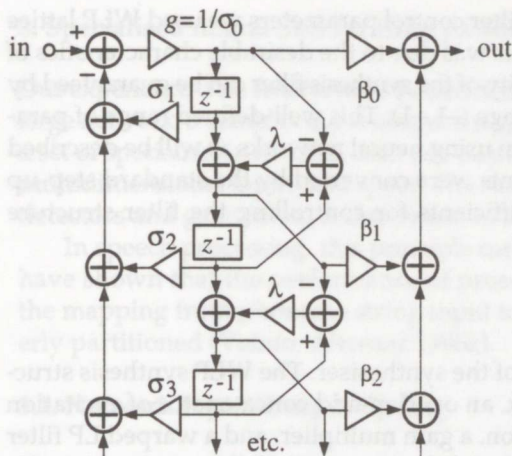 in + g=1/σ₀ out
σ₁ z⁻¹ β₀
λ
+
σ₂ z⁻¹ β₁
λ
+
σ₃ z⁻¹ β₂
etc.